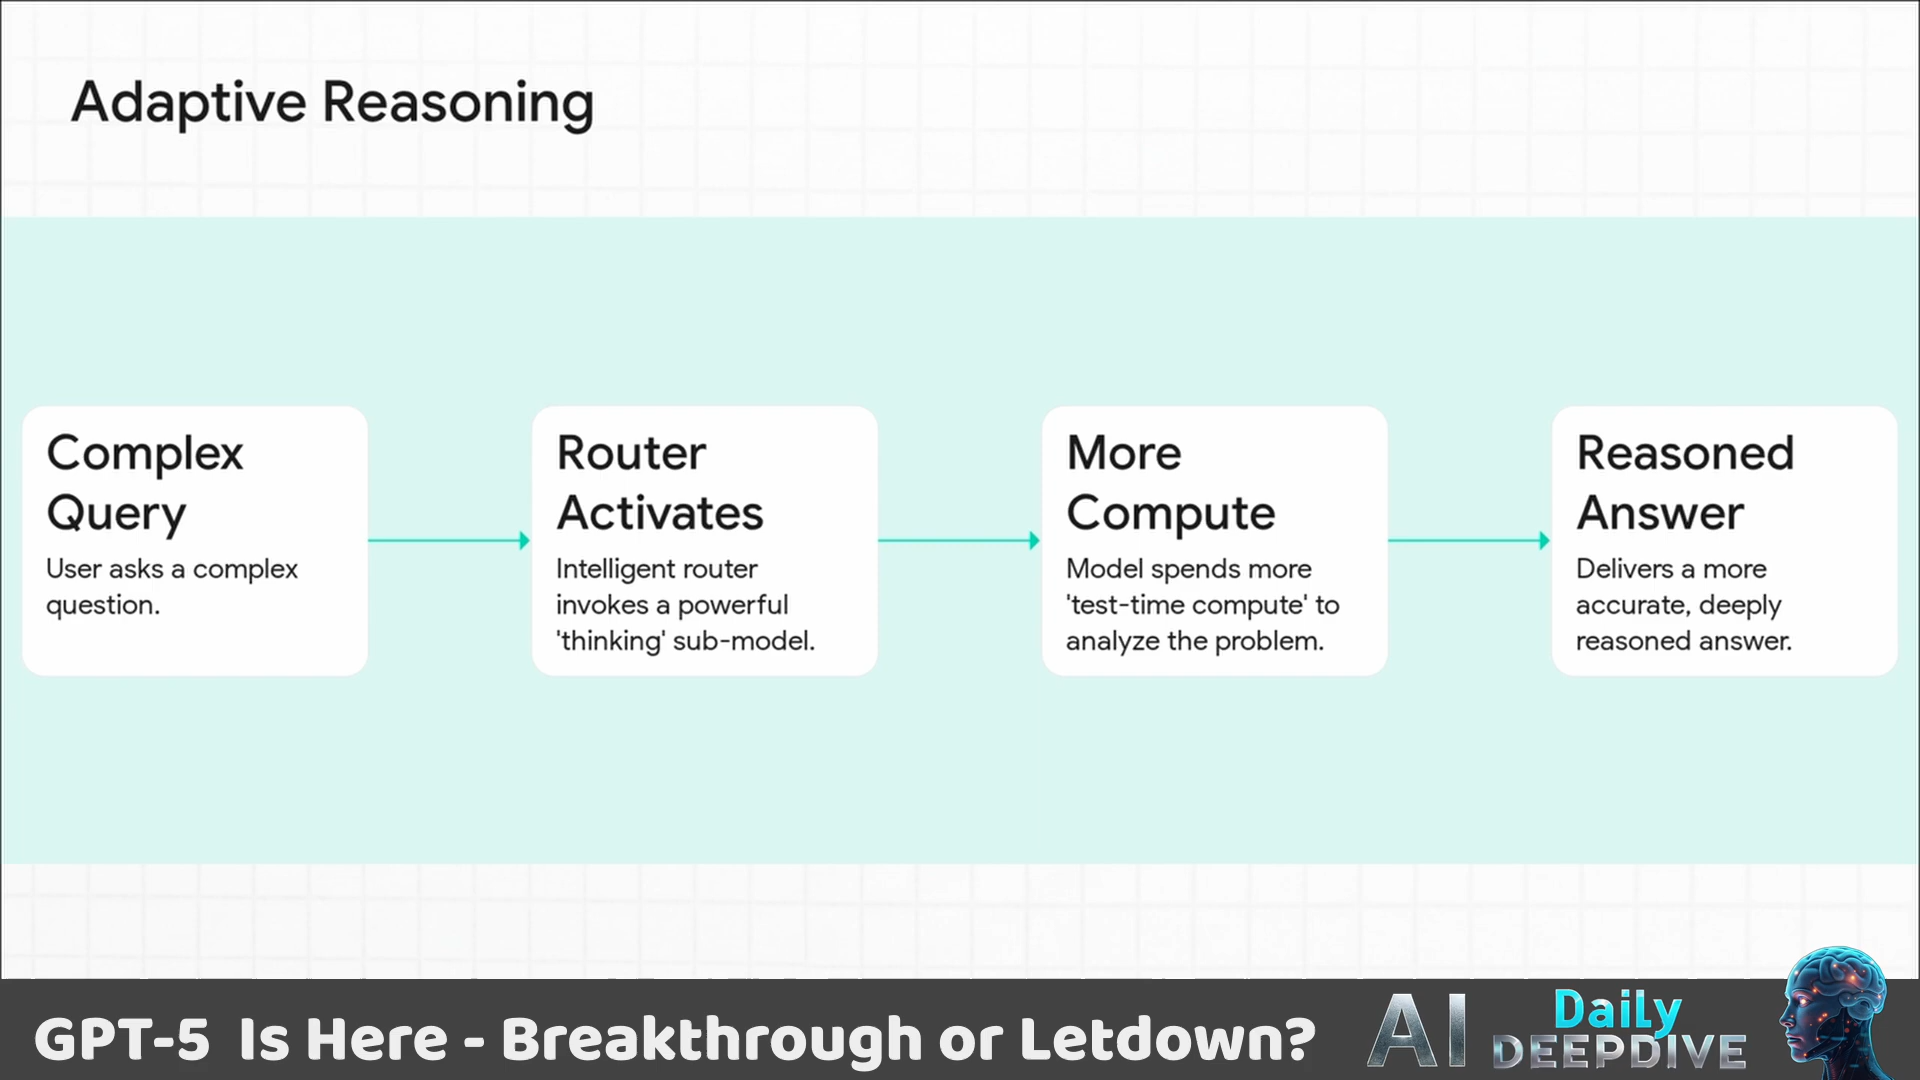 Adaptive Reasoning
Complex
Query
User asks a complex
question.
Router
Activates
Intelligent router
invokes a powerful
'thinking' sub-model.
More
Compute
Model spends more
'test-time compute' to
analyze the problem.
Reasoned
Answer
Delivers a more
accurate, deeply
reasoned answer.
GPT-5 Is Here - Breakthrough or Letdown?
AI Daily
DEEPDIVE